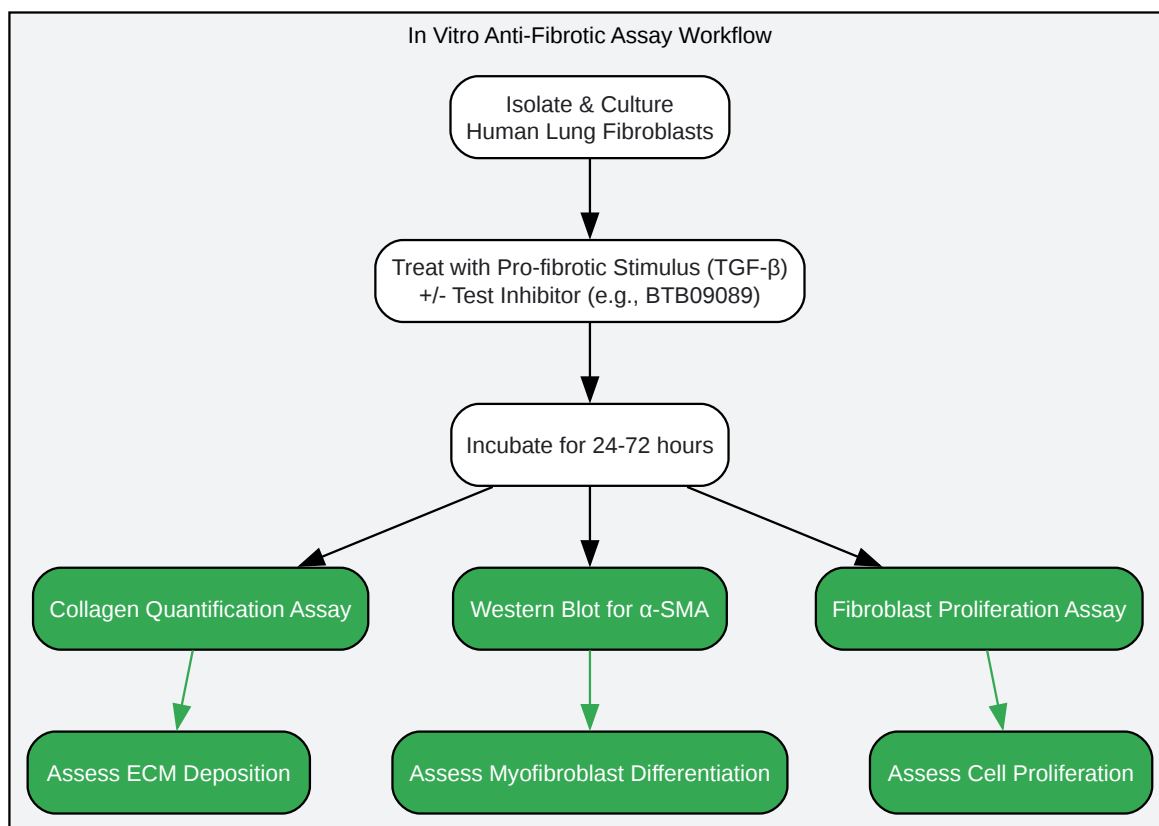 In Vitro Anti-Fibrotic Assay Workflow
Isolate & Culture
Human Lung Fibroblasts
Treat with Pro-fibrotic Stimulus (TGF-β)
+/- Test Inhibitor (e.g., BTB09089)
Incubate for 24-72 hours
Collagen Quantification Assay
Western Blot for α-SMA
Fibroblast Proliferation Assay
Assess ECM Deposition
Assess Myofibroblast Differentiation
Assess Cell Proliferation